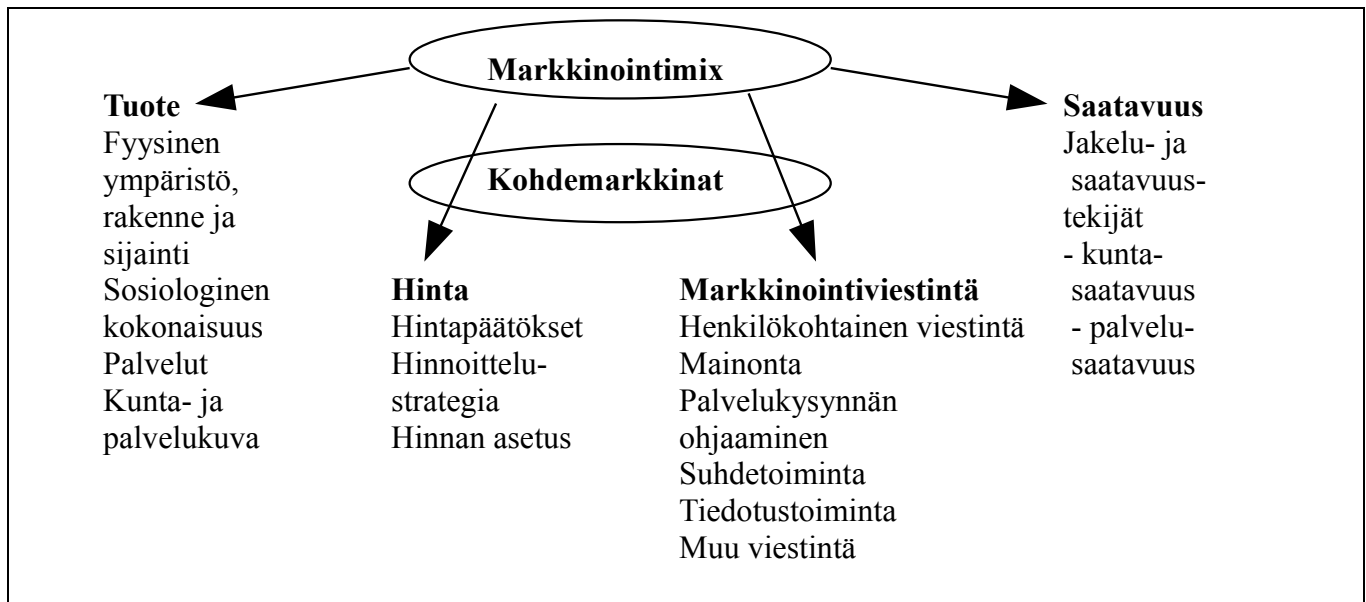 Markkinointimix
Kohdemarkkinat
Tuote
Fyysinen
ympäristö,
rakenne ja
sijainti
Sosiologinen
kokonaisuus
Palvelut
Kunta- ja
palvelukuva
Hinta
Hintapäätökset
Hinnoittelu-
strategia
Hinnan asetus
Markkinointiviestintä
Henkilökohtainen viestintä
Mainonta
Palvelukysynnän
ohjaaminen
Suhdetoiminta
Tiedotustoiminta
Muu viestintä
Saatavuus
Jakelu- ja
saatavuus-
tekijät
- kunta-
saatavuus
- palvelu-
saatavuus